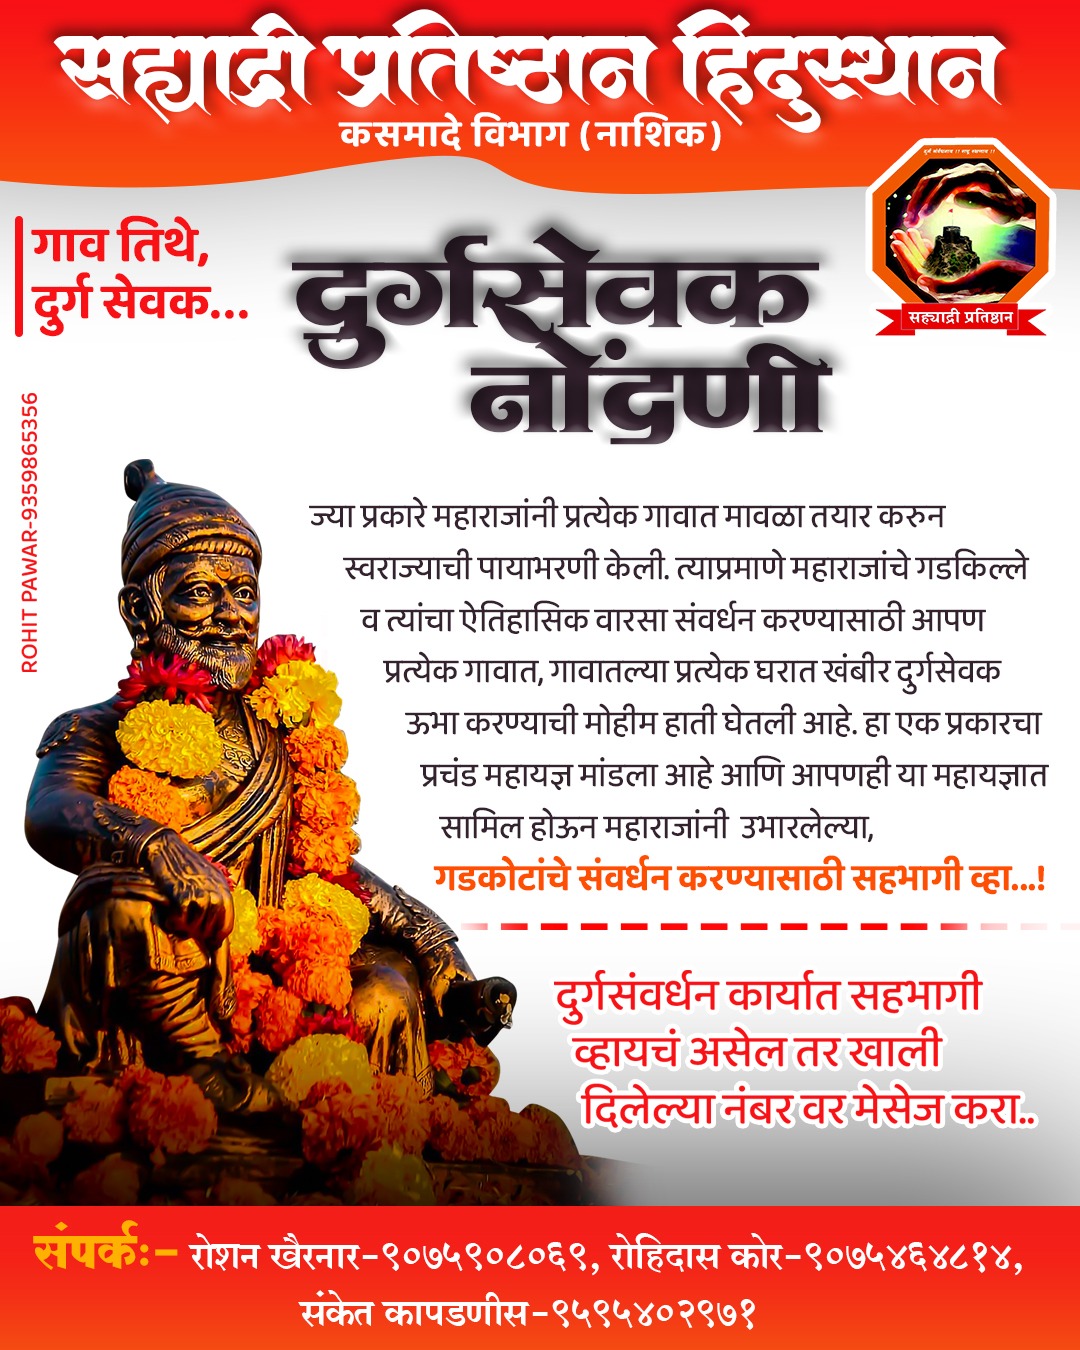 सह्याद्री प्रतिष्ठान हिंदुस्थान
कसमादे विभाग (नाशिक)
गाव तिथे,
दुर्ग सेवक...
दुर्गसेवक
नोंदणी
सह्याद्री प्रतिष्ठान
ROHIT PAWAR-9359865356
ज्या प्रकारे महाराजांनी प्रत्येक गावात मावळा तयार करुन
स्वराज्याची पायाभरणी केली. त्याप्रमाणे महाराजांचे गडकिल्ले
व त्यांचा ऐतिहासिक वारसा संवर्धन करण्यासाठी आपण
प्रत्येक गावात, गावातल्या प्रत्येक घरात खंबीर दुर्गसेवक
ऊभा करण्याची मोहीम हाती घेतली आहे. हा एक प्रकारचा
प्रचंड महायज्ञ मांडला आहे आणि आपणही या महायज्ञात
सामिल होऊन महाराजांनी उभारलेल्या,
गडकोटांचे संवर्धन करण्यासाठी सहभागी व्हा...!
दुर्गसंवर्धन कार्यात सहभागी
व्हायचं असेल तर खाली
दिलेल्या नंबर वर मेसेज करा..
संपर्क:- रोशन खैरनार-९०७५९०८०६९, रोहिदास कोर-९०७५४६४८१४,
संकेत कापडणीस-९५९५४०२९७१